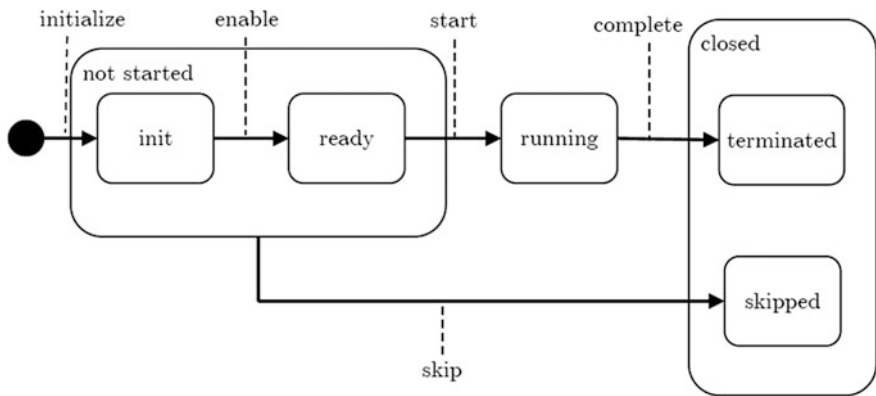 initialize
enable
start
complete
closed
not started
init
ready
running
terminated
skipped
skip